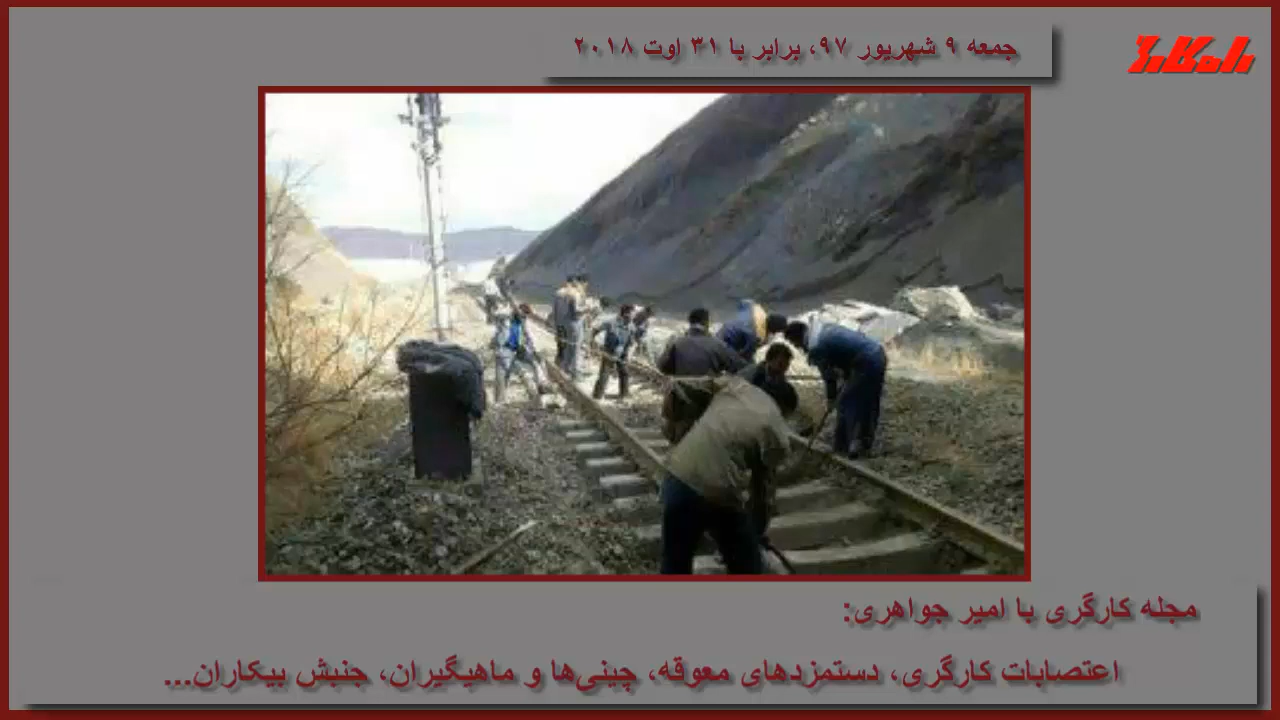 جمعه ۹ شهریور ۹۷، برابر با ۳۱ اوت ۲۰۱۸
مجله کارگری با امیر جواهری:
اعتصابات کارگری، دستمزدهای معوقه، چینی‌ها و ماهیگیران، جنبش بیکاران...